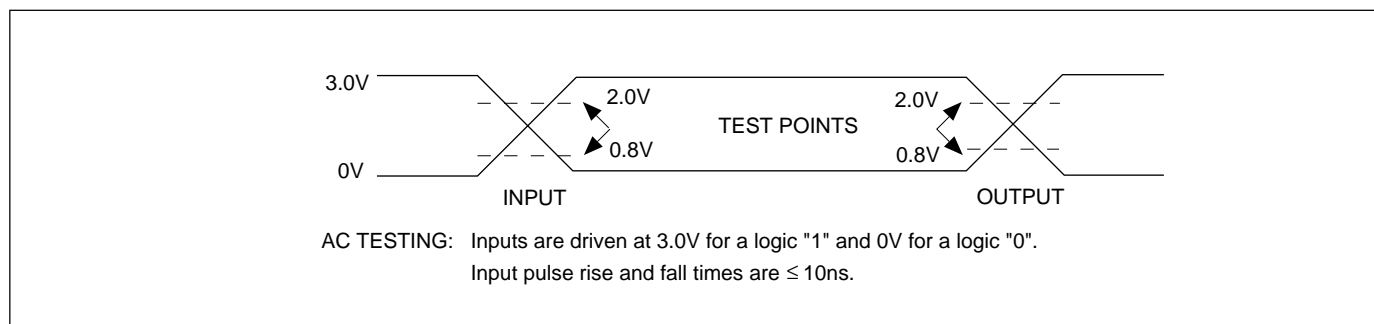 3.0V
2.0V
2.0V
TEST POINTS
0.8V
0.8V
0V
INPUT
OUTPUT
AC TESTING: Inputs are driven at 3.0V for a logic "1" and 0V for a logic "0".
Input pulse rise and fall times are ≤ 10ns.